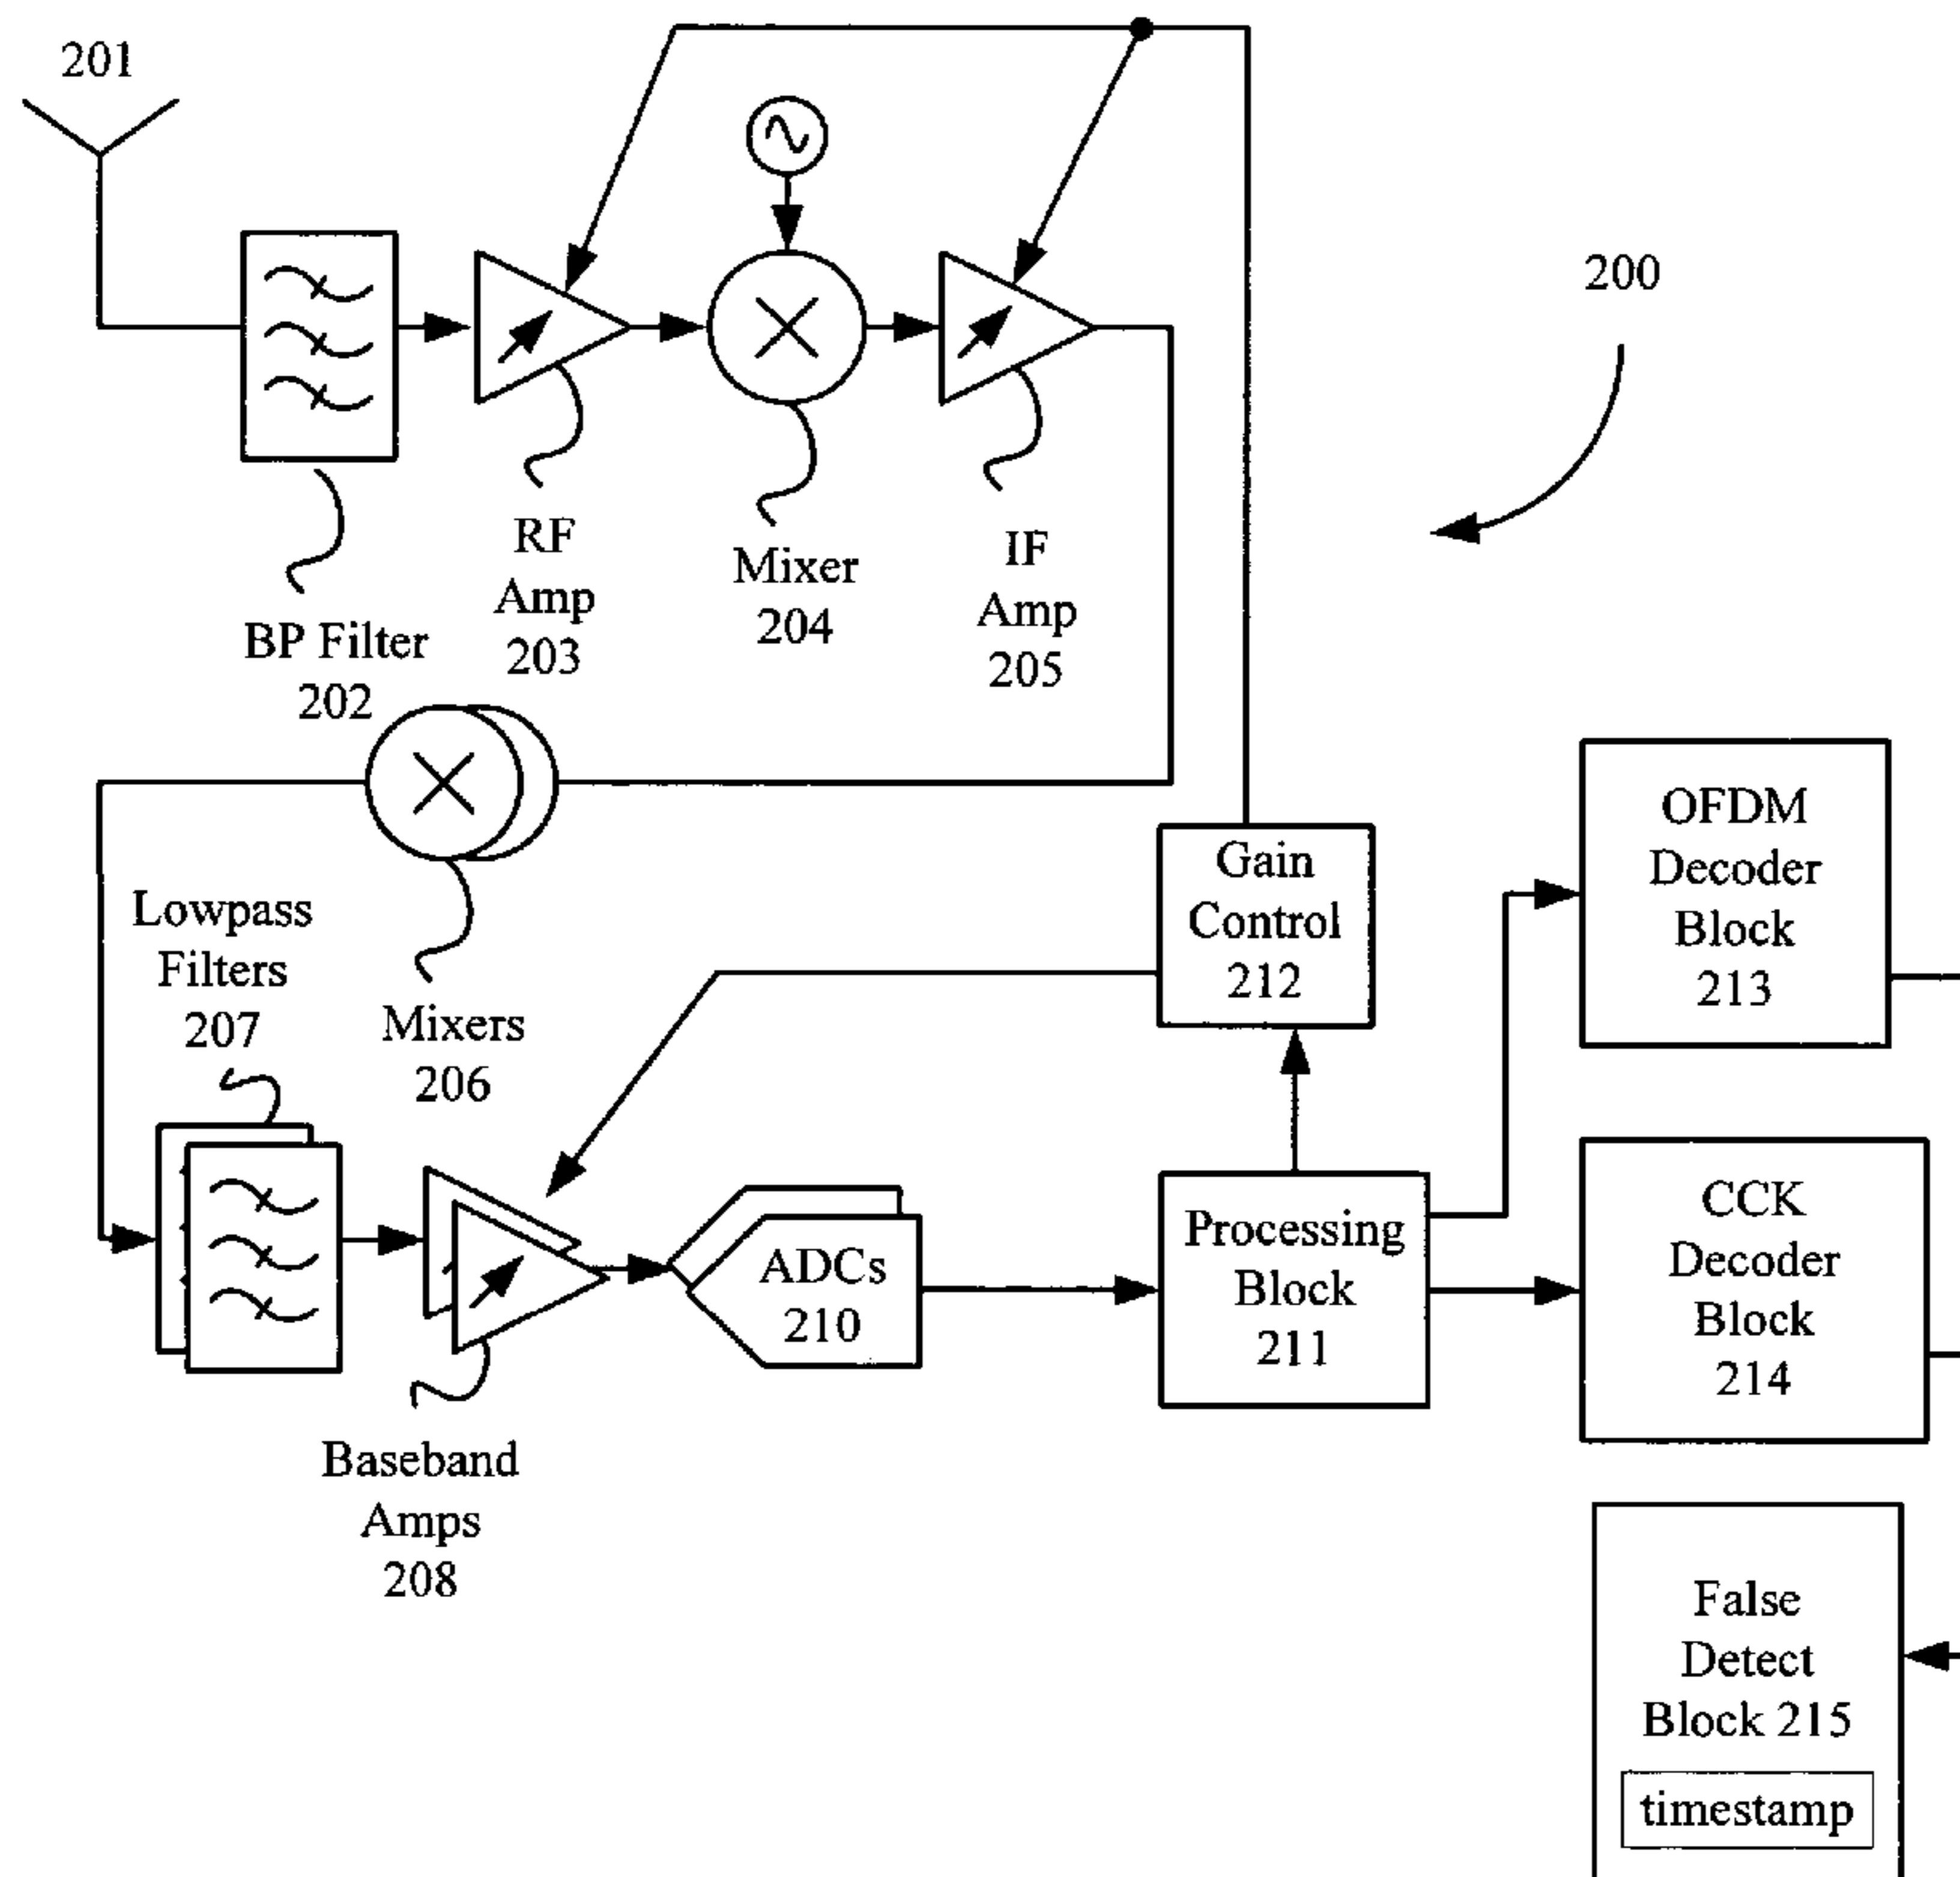 201
200
RF
Amp
203
Mixer
204
IF
Amp
205
BP Filter
202
Lowpass
Filters
207
Mixers
206
Gain
Control
212
OFDM
Decoder
Block
213
Baseband
Amps
208
ADCs
210
Processing
Block
211
CCK
Decoder
Block
214
False
Detect
Block 215
timestamp